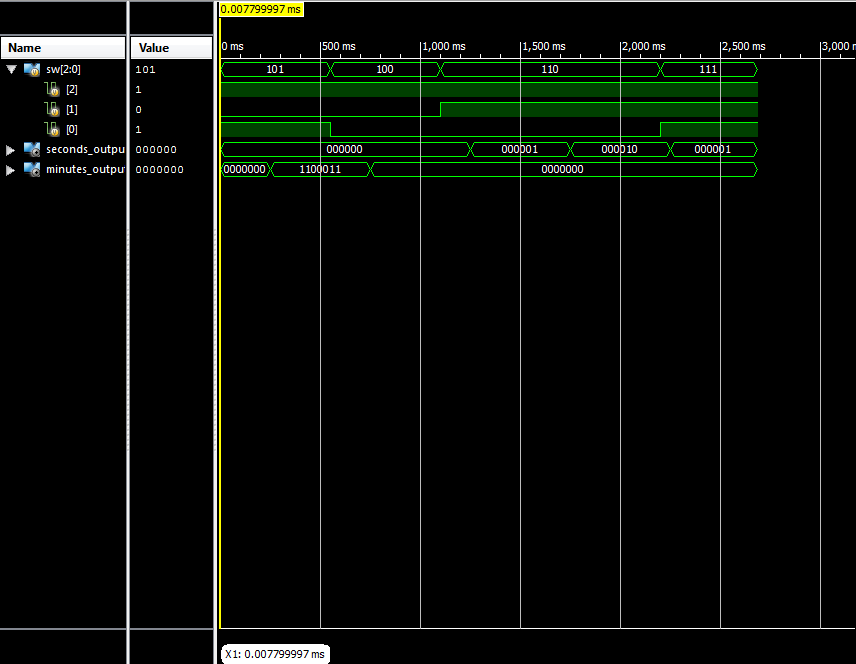 0.007799997 ms
Name Value 0 ms 500 ms 1,000 ms 1,500 ms 2,000 ms 2,500 ms 3,000 m
sw[2:0] 101 101 100 110 111
[2] 1
[1] 0
[0] 1
seconds_outpu 000000 000000 000001 000010 000001
minutes_outpu 0000000 0000000 1100011 0000000
X1: 0.007799997 ms